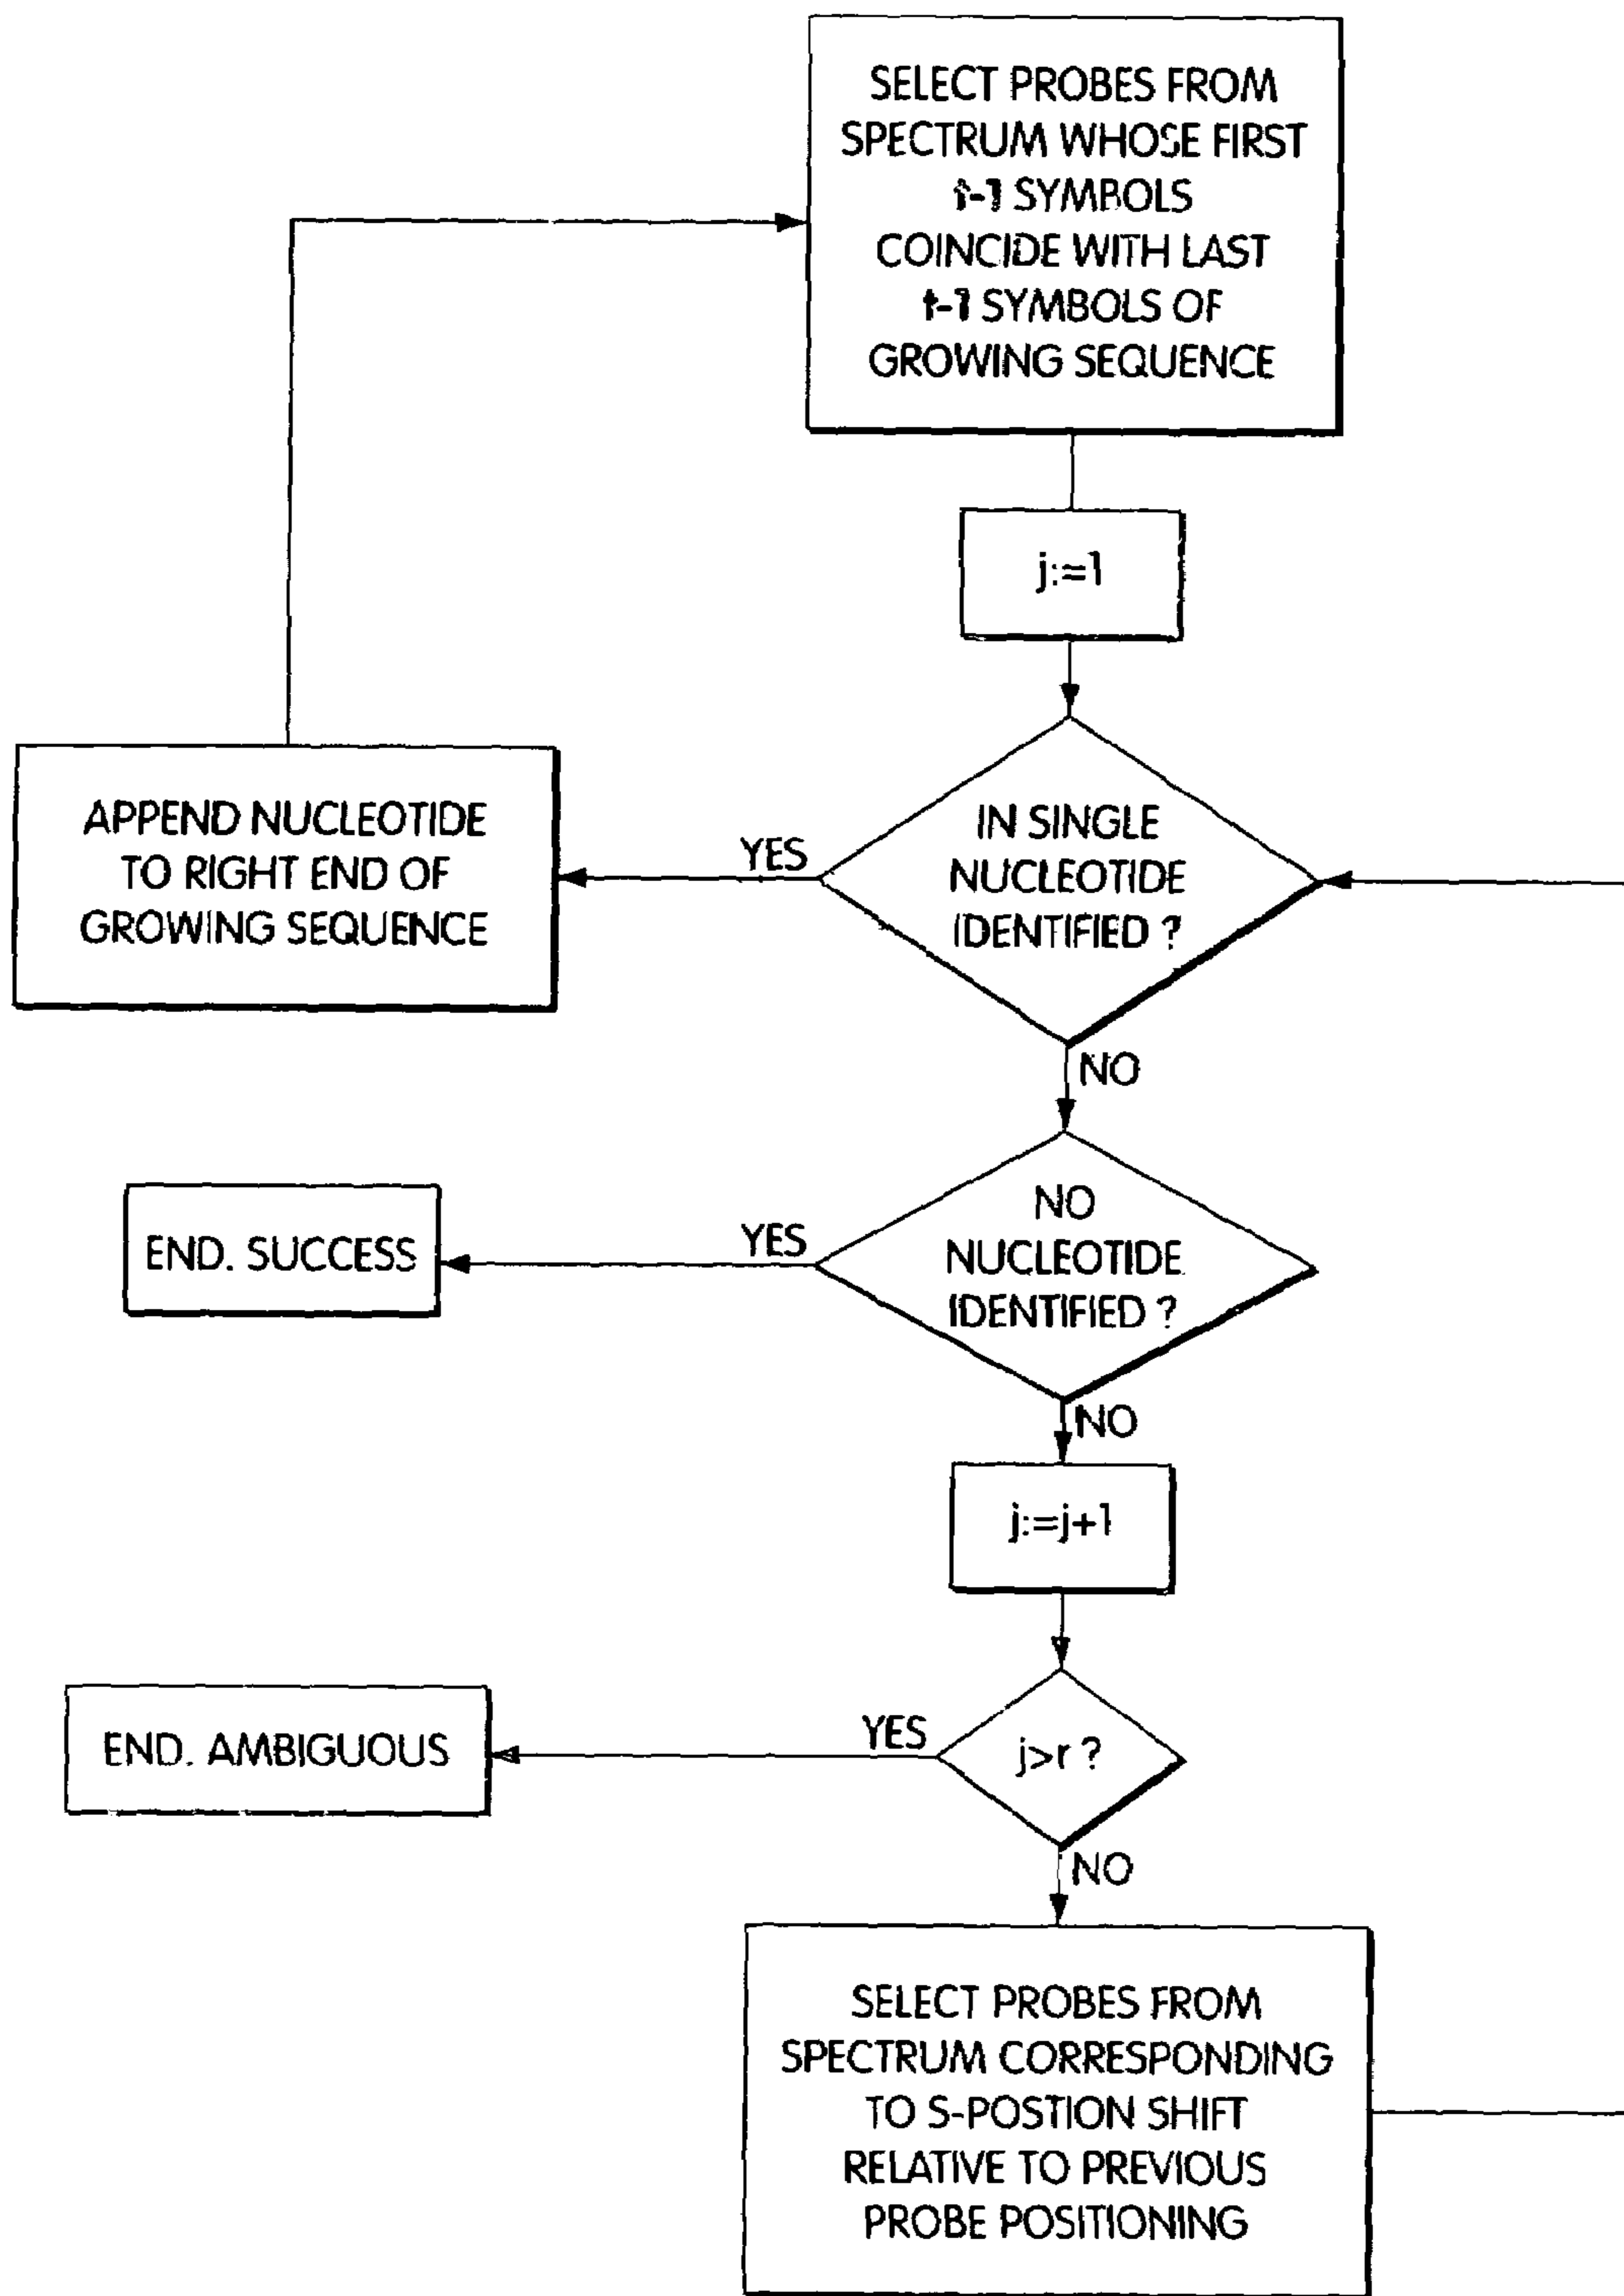 SELECT PROBES FROM
SPECTRUM WHOSE FIRST
t-1 SYMBOLS
COINCIDE WITH LAST
t-1 SYMBOLS OF
GROWING SEQUENCE
j:=1
IN SINGLE
NUCLEOTIDE
IDENTIFIED ?
YES
APPEND NUCLEOTIDE
TO RIGHT END OF
GROWING SEQUENCE
NO
NO
NUCLEOTIDE
IDENTIFIED ?
YES
END. SUCCESS
NO
j:=j+1
j>r ?
YES
END. AMBIGUOUS
NO
SELECT PROBES FROM
SPECTRUM CORRESPONDING
TO S-POSTION SHIFT
RELATIVE TO PREVIOUS
PROBE POSITIONING